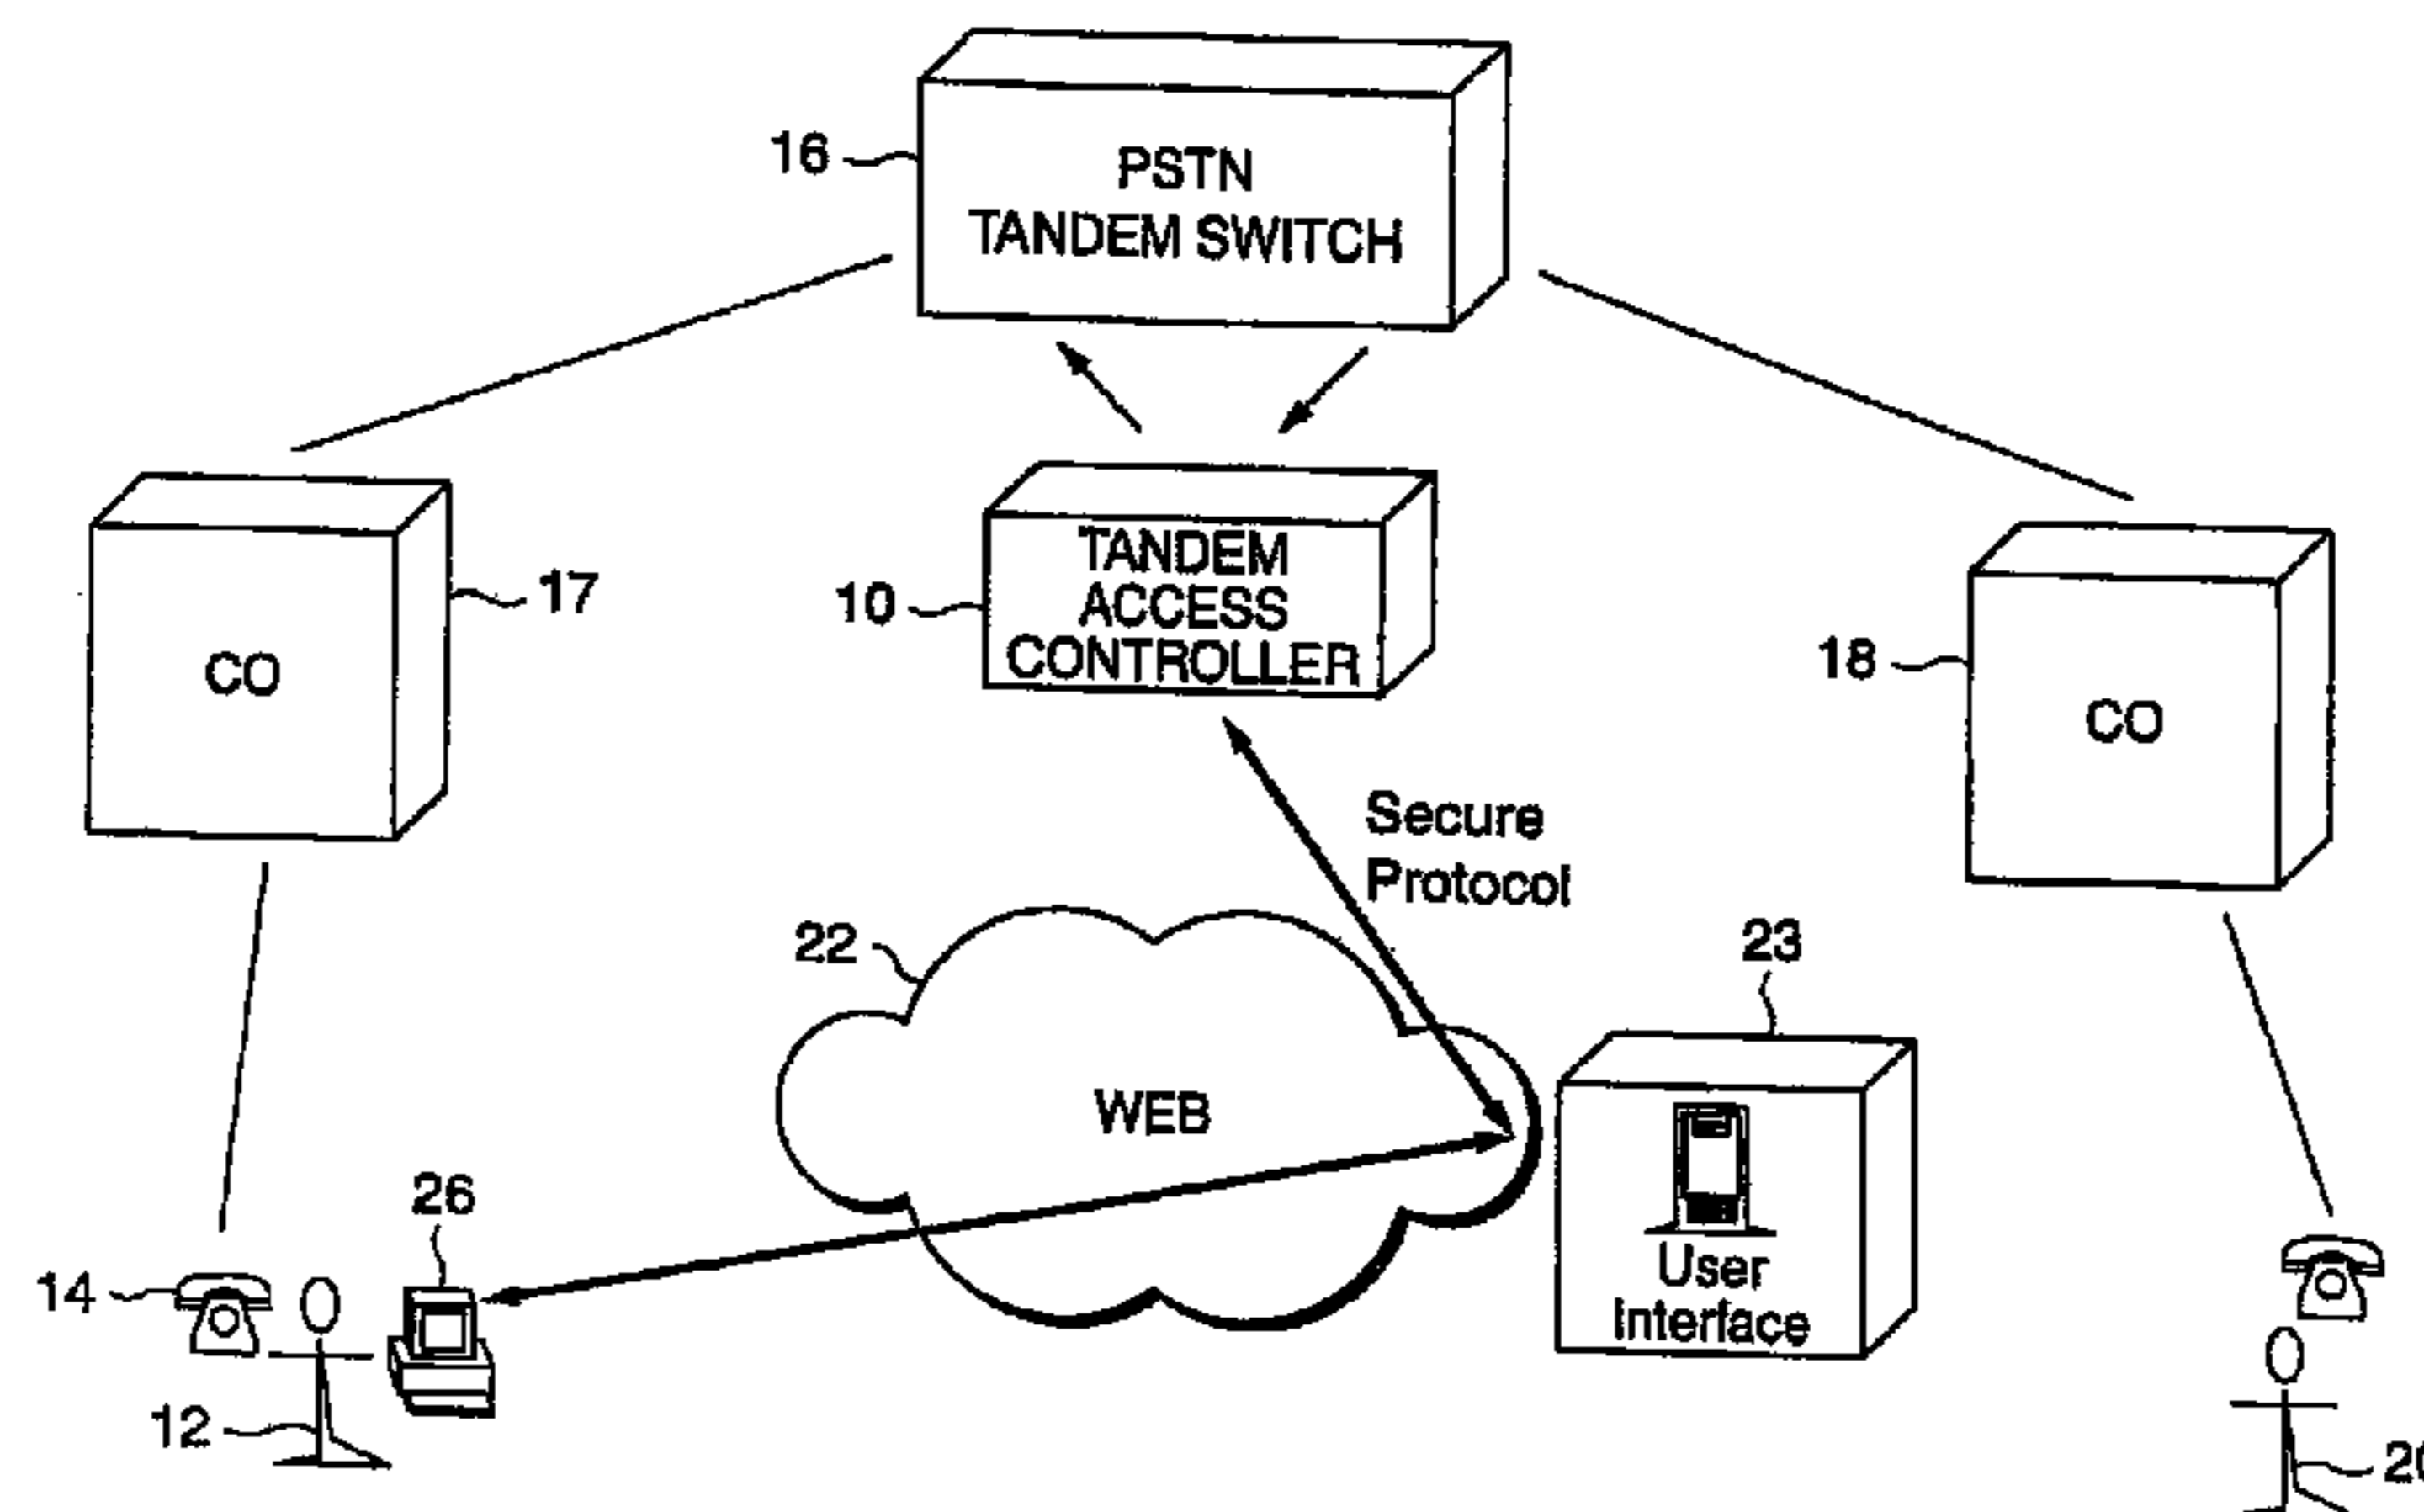 16
PSTN
TANDEM SWITCH
17
CO
10
TANDEM
ACCESS
CONTROLLER
18
CO
Secure
Protocol
22
WEB
23
User
Interface
26
14
12